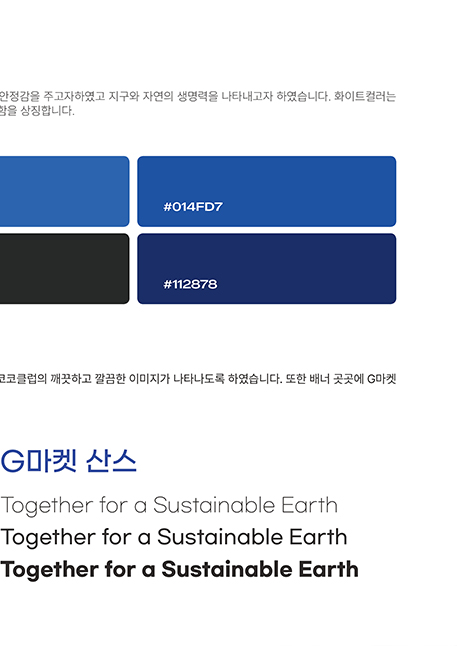 안정감을 주고자하였고 지구와 자연의 생명력을 나타내고자 하였습니다. 화이트컬러는
함을 상징합니다.
#014FD7
#112878
코코클럽의 깨끗하고 깔끔한 이미지가 나타나도록 하였습니다. 또한 배너 곳곳에 G마켓
G마켓 산스
Together for a Sustainable Earth
Together for a Sustainable Earth
Together for a Sustainable Earth